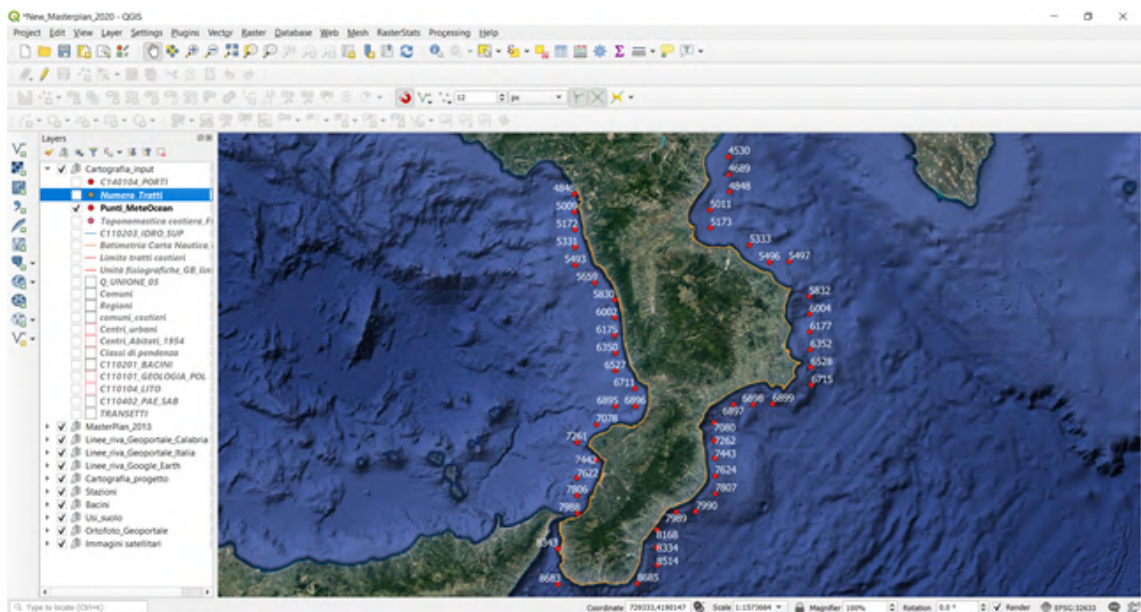 *New_Masterplan_2020 - QGIS
Project Edit View Layer Settings Plugins Vector Raster Database Web Mesh RasterStats Processing Help
12 px
Layers
Cartografia_input
C140104_PORTI
Numero_Tratti
Punti_MeteOcean
Toponomastica costiera_F
C110203_IDRO_SUP
Batimetria Carta Nautica_
Limite tratti costieri
Unità fisiografiche_GB_lin
Q_UNIONE_05
Comuni
Regioni
comuni_costieri
Centri_urbani
Centri_Abitati_1954
Classi di pendenza
C110201_BACINI
C110101_GEOLOGIA_POL
C110104_LITO
C110402_PAE_SAB
TRANSETTI
MasterPlan_2013
Linee_riva_Geoportale_Calabria
Linee_riva_Geoportale_Italia
Linee_riva_Google_Earth
Cartografia_progetto
Stazioni
Bacini
Usi_suolo
Ortofoto_Geoportale
Immagini satellitari
4530
4689
4846
4848
5009
5011
5172
5173
5331
5333
5493
5496 5497
5659
5830
5832
6002
6004
6175
6177
6350
6352
6527
6528
6711
6715
6895 6896
6897 6898 6899
7078
7080
7261
7262
7442
7443
7622
7624
7806
7807
7988
7989 7990
8168
8343
8334
8514
8683
8685
Type to locate (Ctrl+K)
Coordinate 729333,4190147 Scale 1:1573664 Magnifier 100% Rotation 0.0 ° Render EPSG:32633